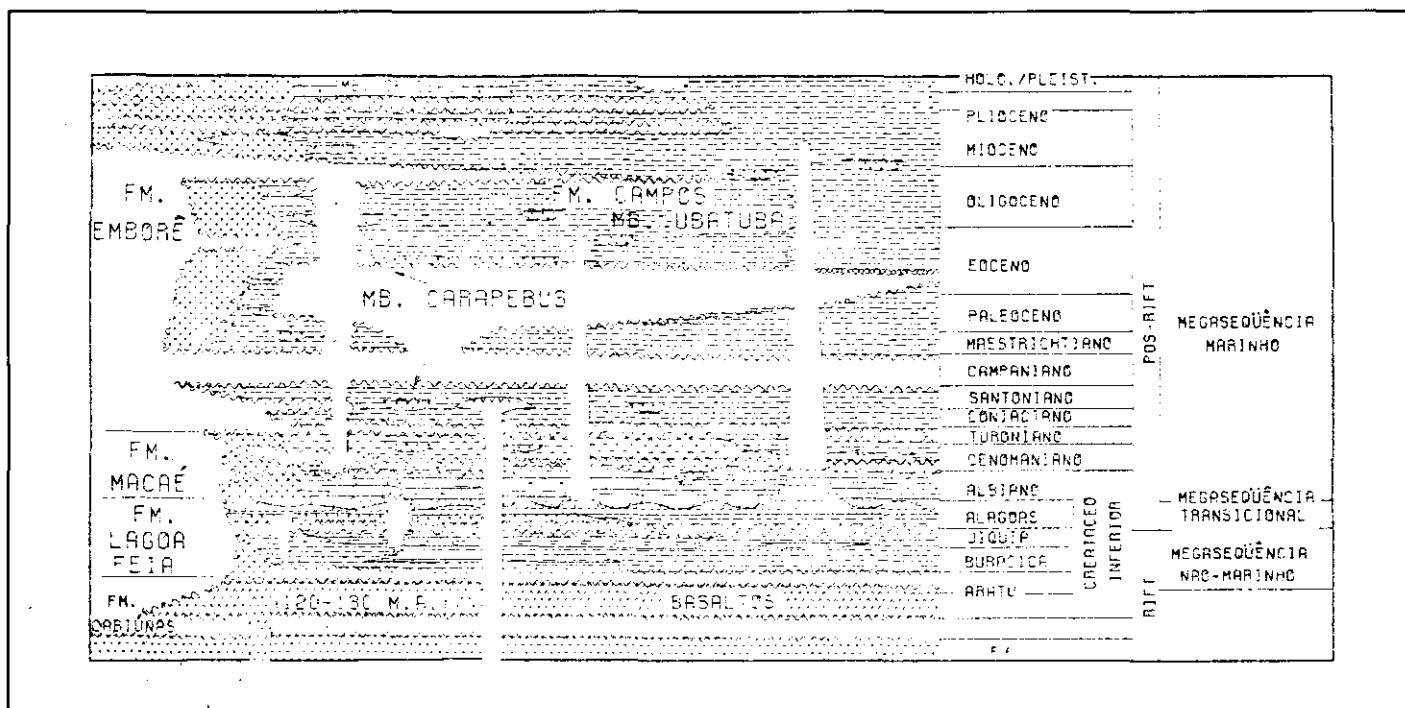 HOLO./PLEIST.
PLIOCENO
MIOCENO
OLIGOCENO
EOCENO
PALEOCENO
MAESTRICHTIANO
CAMPANIANO
SANTONIANO
CONIACIANO
TURONIANO
CENOMANIANO
ALBIANO
ALAGOAS
JIQUIÁ
BURACICA
ARATU
FM.
EMBORÊ
FM. CAMPOS
MB. UBATUBA
MB. CARAPEBUS
FM.
MACAÉ
FM.
LAGOA
FEIA
FM.
CABIÚNAS
120-130 M.A.
BASALTOS
CRETÁCEO
INFERIOR
PÓS-RIFT
RIFT
MEGASEQÜÊNCIA
MARINHO
MEGASEQÜÊNCIA
TRANSICIONAL
MEGASEQÜÊNCIA
NÃO-MARINHO